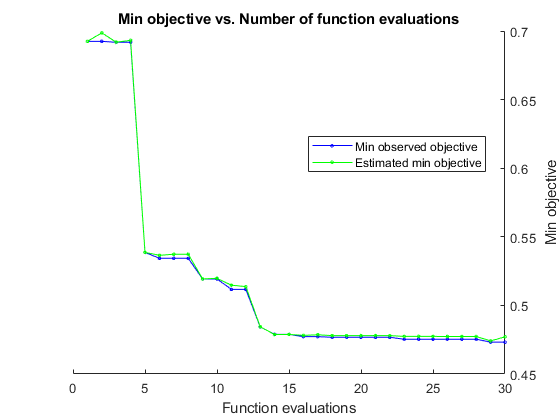 Min objective vs. Number of function evaluations
0.7
0.65
0.6
0.55
0.5
0.45
Min objective
Min observed objective
Estimated min objective
0 5 10 15 20 25 30
Function evaluations